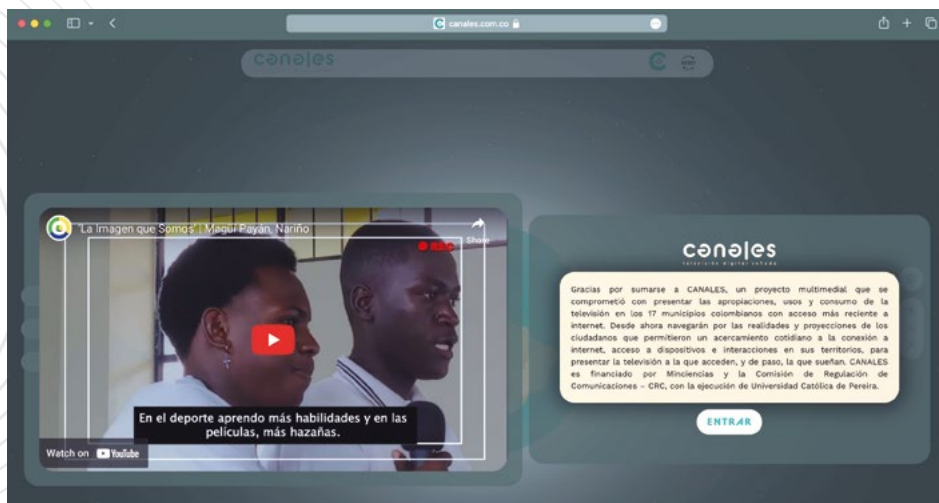 canales.com.co
canales
"La Imagen que Somos" | Magüí Payán, Nariño
Share
REC
En el deporte aprendo más habilidades y en las
películas, más hazañas.
Watch on YouTube
canales
televisión digital soñada
Gracias por sumarse a CANALES, un proyecto multimedial que se
comprometió con presentar las apropiaciones, usos y consumo de la
televisión en los 17 municipios colombianos con acceso más reciente a
internet. Desde ahora navegarán por las realidades y proyecciones de los
ciudadanos que permitieron un acercamiento cotidiano a la conexión a
internet, acceso a dispositivos e interacciones en sus territorios, para
presentar la televisión a la que acceden, y de paso, la que sueñan. CANALES
es financiado por Minciencias y la Comisión de Regulación de
Comunicaciones – CRC, con la ejecución de Universidad Católica de Pereira.
ENTRAR